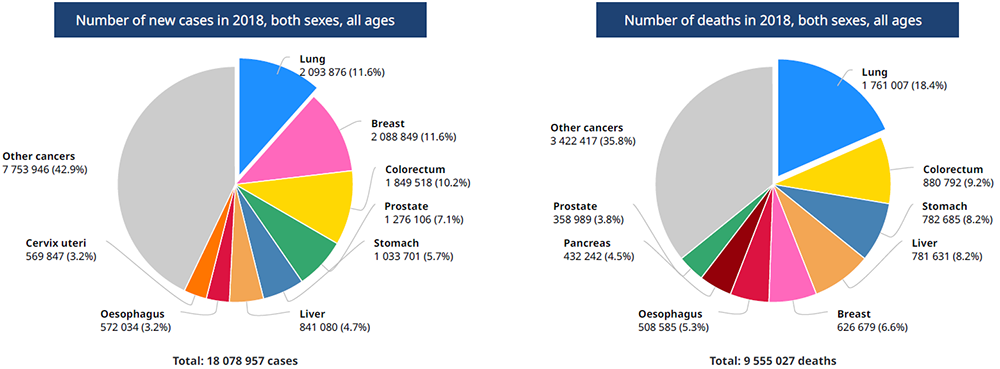 Number of new cases in 2018, both sexes, all ages
Lung
2 093 876 (11.6%)
Breast
2 088 849 (11.6%)
Colorectum
1 849 518 (10.2%)
Prostate
1 276 106 (7.1%)
Stomach
1 033 701 (5.7%)
Liver
841 080 (4.7%)
Oesophagus
572 034 (3.2%)
Cervix uteri
569 847 (3.2%)
Other cancers
7 753 946 (42.9%)
Total: 18 078 957 cases
Number of deaths in 2018, both sexes, all ages
Lung
1 761 007 (18.4%)
Colorectum
880 792 (9.2%)
Stomach
782 685 (8.2%)
Liver
781 631 (8.2%)
Breast
626 679 (6.6%)
Oesophagus
508 585 (5.3%)
Pancreas
432 242 (4.5%)
Prostate
358 989 (3.8%)
Other cancers
3 422 417 (35.8%)
Total: 9 555 027 deaths